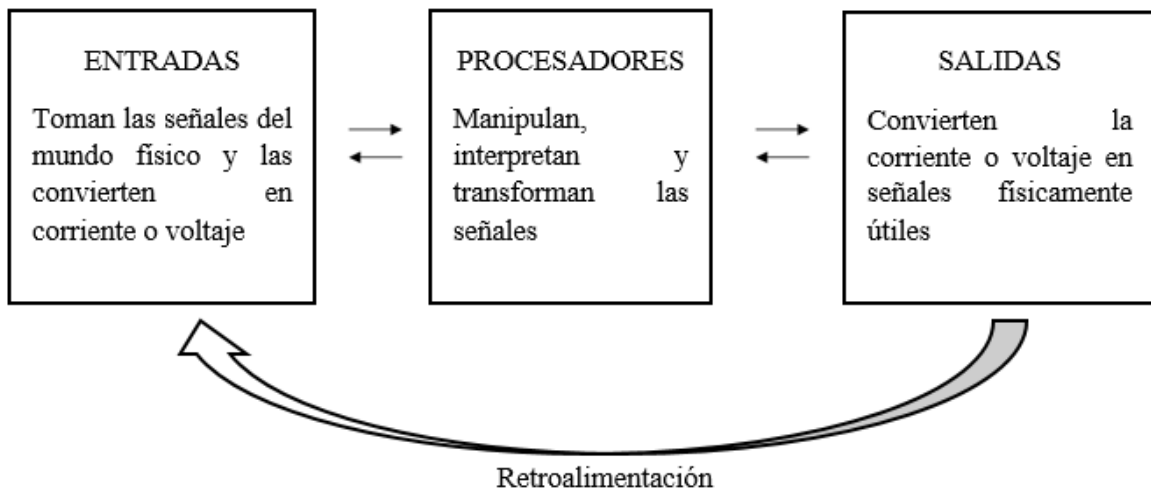 ENTRADAS
Toman las señales del
mundo físico y las
convierten en
corriente o voltaje
PROCESADORES
Manipulan,
interpretan y
transforman las
señales
SALIDAS
Convierten la
corriente o voltaje en
señales físicamente
útiles
Retroalimentación